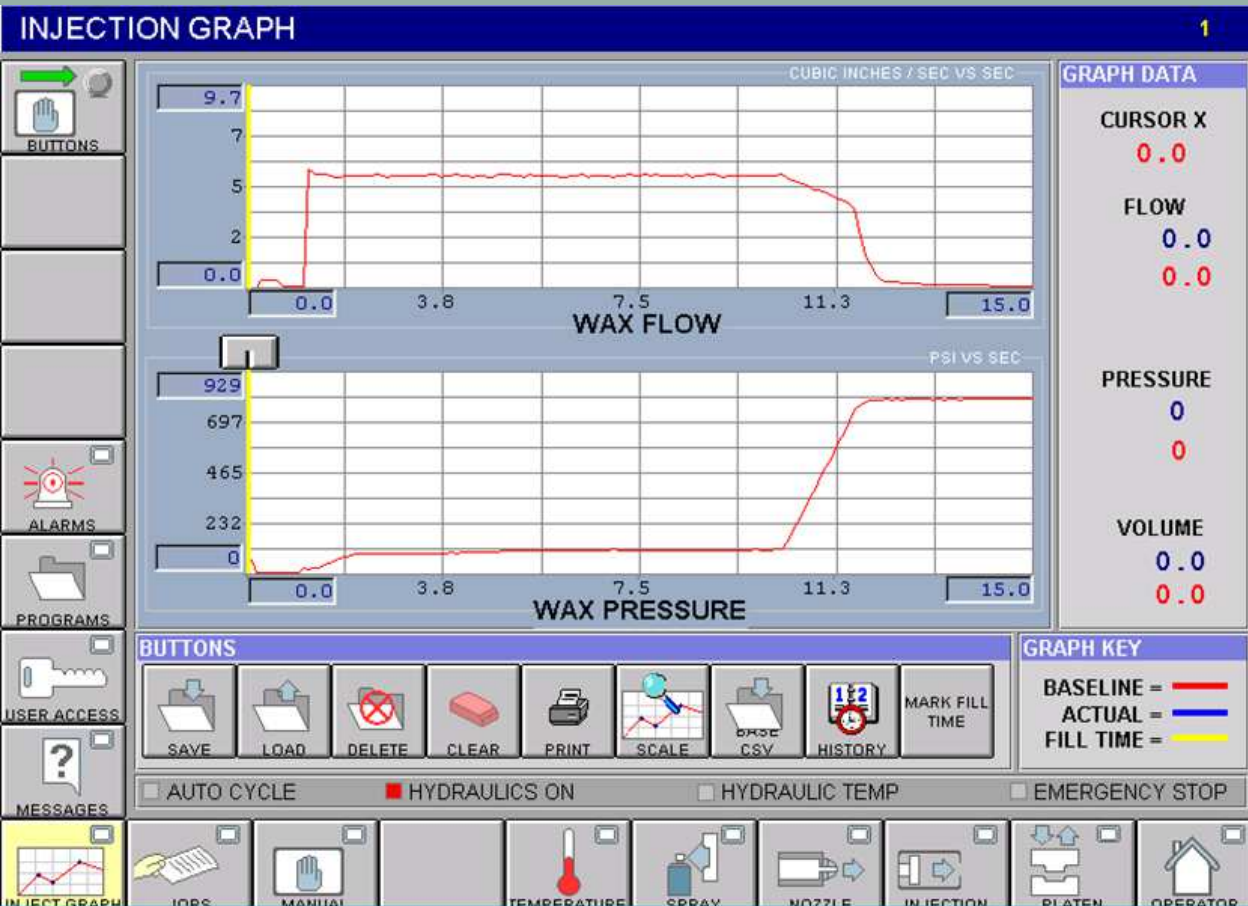 INJECTION GRAPH
1
BUTTONS
ALARMS
PROGRAMS
USER ACCESS
MESSAGES
CUBIC INCHES / SEC VS SEC
9.7
7
5
2
0.0
0.0 3.8 7.5 11.3 15.0
WAX FLOW
PSI VS SEC
929
697
465
232
0
0.0 3.8 7.5 11.3 15.0
WAX PRESSURE
GRAPH DATA
CURSOR X
0.0
FLOW
0.0
0.0
PRESSURE
0
0
VOLUME
0.0
0.0
BUTTONS
SAVE
LOAD
DELETE
CLEAR
PRINT
SCALE
BASE
CSV
1 2
HISTORY
MARK FILL
TIME
GRAPH KEY
BASELINE =
ACTUAL =
FILL TIME =
AUTO CYCLE HYDRAULICS ON HYDRAULIC TEMP EMERGENCY STOP
INJECT GRAPH
JOBS
MANUAL
TEMPERATURE
SPRAY
NOZZLE
INJECTION
PLATEN
OPERATOR